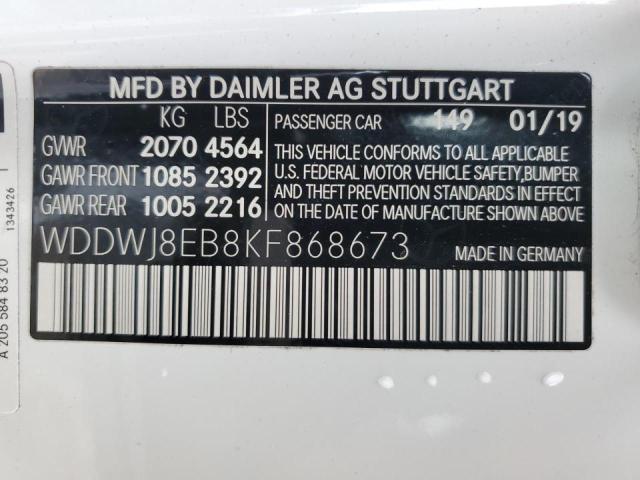 MFD BY DAIMLER AG STUTTGART
KG LBS
GVWR 2070 4564
GAWR FRONT 1085 2392
GAWR REAR 1005 2216
PASSENGER CAR 149 01/19
THIS VEHICLE CONFORMS TO ALL APPLICABLE
U.S. FEDERAL MOTOR VEHICLE SAFETY,BUMPER
AND THEFT PREVENTION STANDARDS IN EFFECT
ON THE DATE OF MANUFACTURE SHOWN ABOVE
WDDWJ8EB8KF868673 MADE IN GERMANY
A 205 584 83 20
1343426